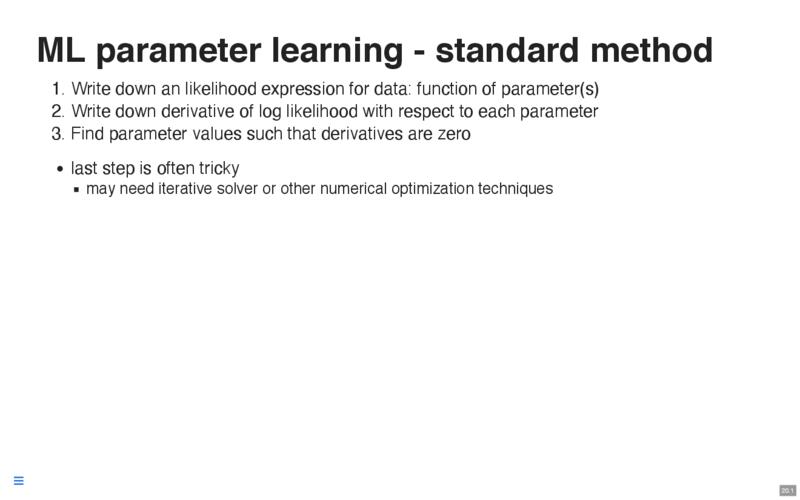 ML parameter learning - standard method
1. Write down an likelihood expression for data: function of parameter(s)
2. Write down derivative of log likelihood with respect to each parameter
3. Find parameter values such that derivatives are zero
• last step is often tricky
▪ may need iterative solver or other numerical optimization techniques
20.1